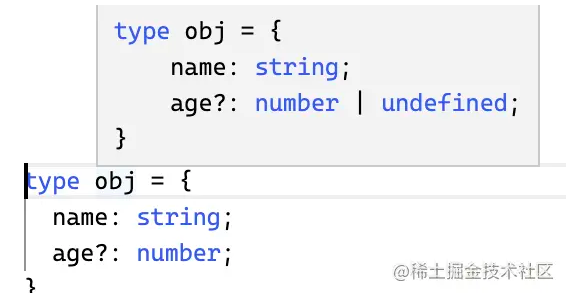 type obj = {
    name: string;
    age?: number | undefined;
}
type obj = {
  name: string;
  age?: number;
}
@稀土掘金技术社区